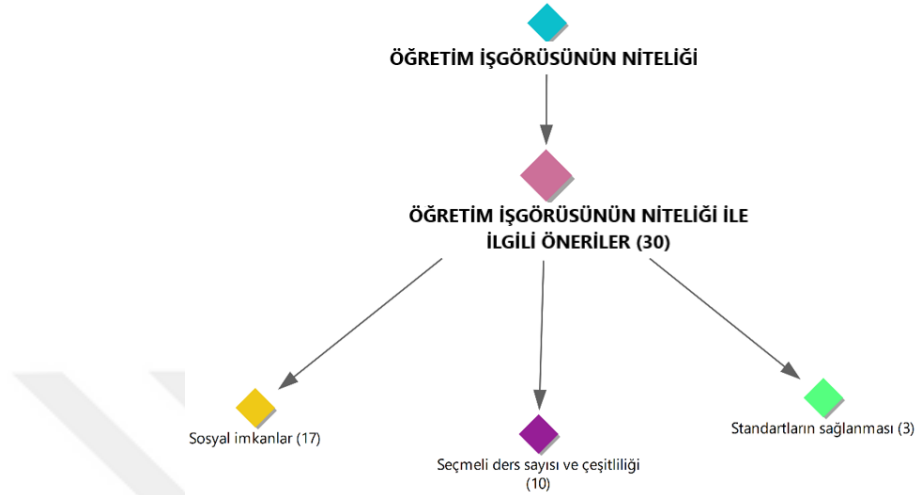 ÖĞRETİM İŞGÖRÜSÜNÜN NİTELİĞİ
ÖĞRETİM İŞGÖRÜSÜNÜN NİTELİĞİ İLE
İLGİLİ ÖNERİLER (30)
Sosyal imkanlar (17)
Seçmeli ders sayısı ve çeşitliliği
(10)
Standartların sağlanması (3)